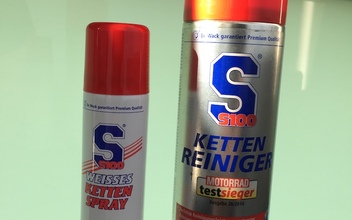 Dr. Wack garantiert Premium-Qualität
S
S100
WEISSES
KETTEN
SPRAY
Dr. Wack garantiert Premium-Qualität
S
®
S100
KETTEN
REINIGER
MOTORRAD
testsieger